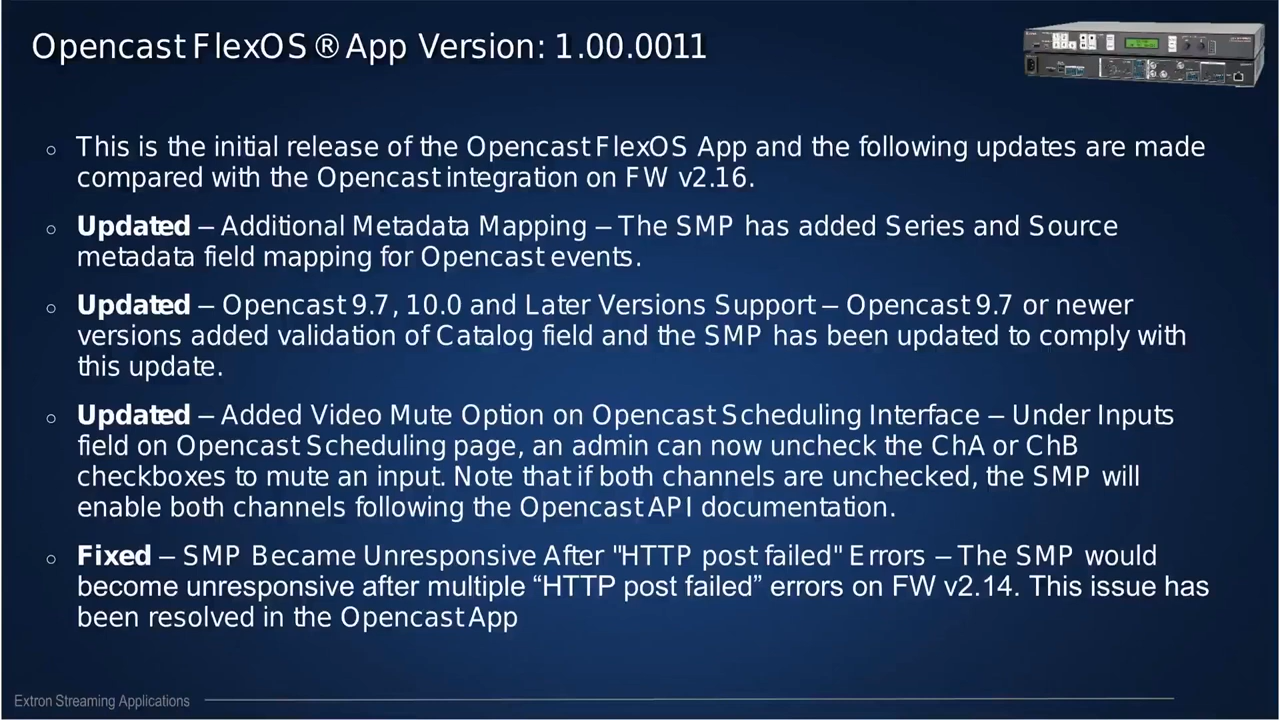 Opencast FlexOS ® App Version: 1.00.0011
○ This is the initial release of the Opencast FlexOS App and the following updates are made
compared with the Opencast integration on FW v2.16.
○ Updated – Additional Metadata Mapping – The SMP has added Series and Source
metadata field mapping for Opencast events.
○ Updated – Opencast 9.7, 10.0 and Later Versions Support – Opencast 9.7 or newer
versions added validation of Catalog field and the SMP has been updated to comply with
this update.
○ Updated – Added Video Mute Option on Opencast Scheduling Interface – Under Inputs
field on Opencast Scheduling page, an admin can now uncheck the ChA or ChB
checkboxes to mute an input. Note that if both channels are unchecked, the SMP will
enable both channels following the Opencast API documentation.
○ Fixed – SMP Became Unresponsive After "HTTP post failed" Errors – The SMP would
become unresponsive after multiple “HTTP post failed” errors on FW v2.14. This issue has
been resolved in the Opencast App
Extron Streaming Applications